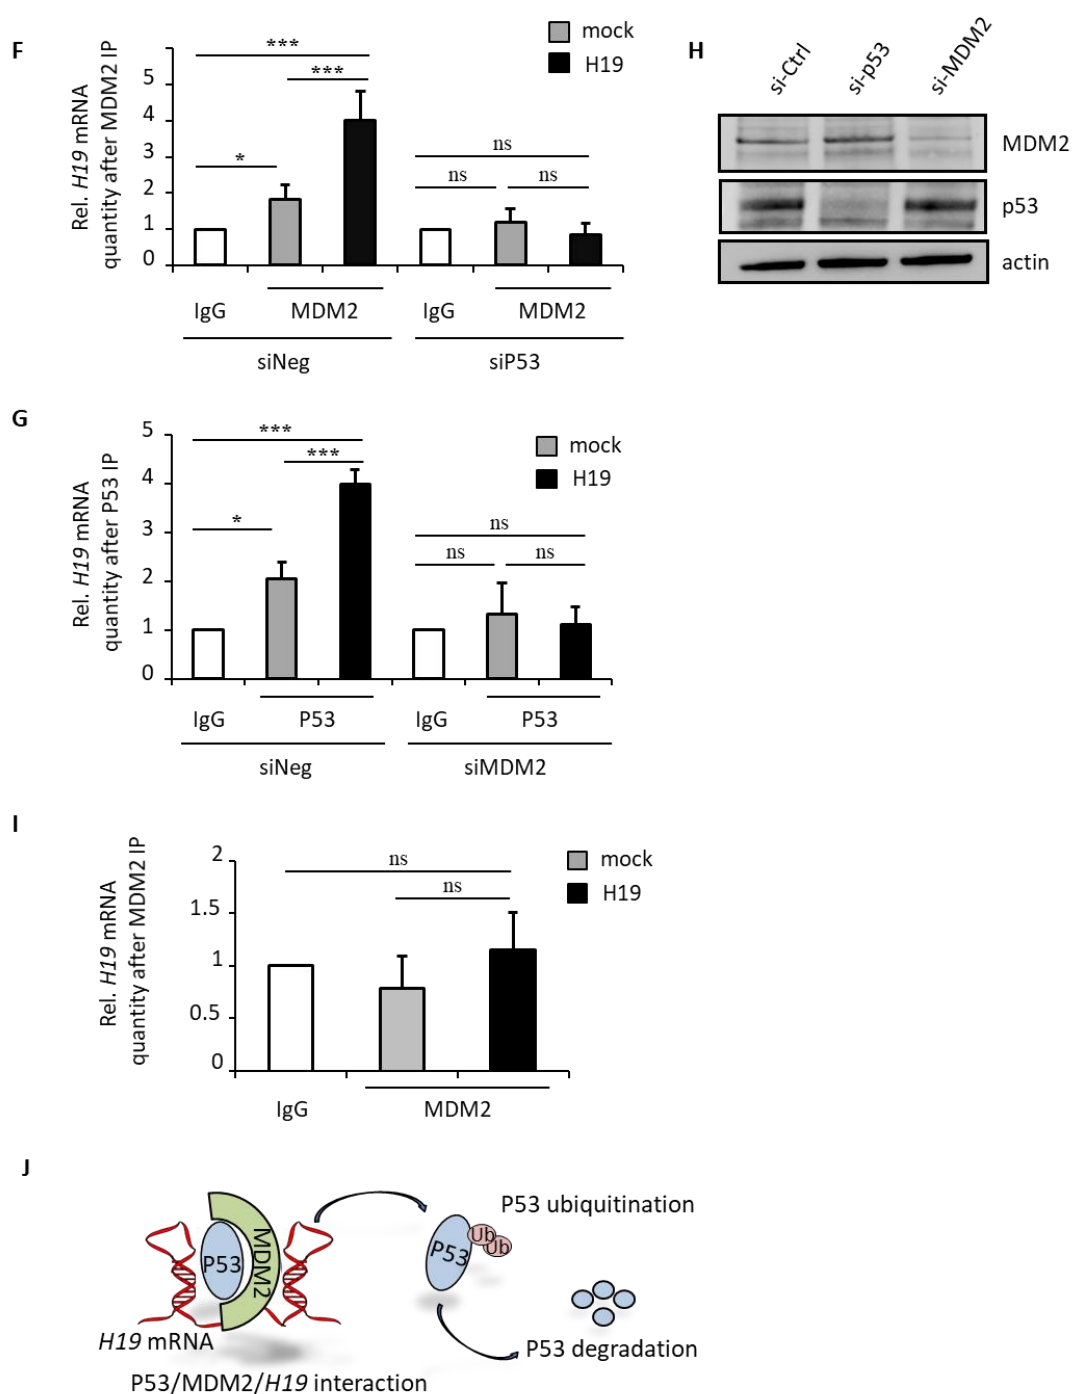 F
mock
H19
Rel. H19 mRNA
quantity after MDM2 IP
5
4
3
2
1
0
***
***
*
ns
ns
ns
IgG
MDM2
IgG
MDM2
siNeg
siP53
H
si-Ctrl
si-p53
si-MDM2
MDM2
p53
actin
G
mock
H19
Rel. H19 mRNA
quantity after P53 IP
5
4
3
2
1
0
***
***
*
ns
ns
ns
IgG
P53
IgG
P53
siNeg
siMDM2
I
mock
H19
Rel. H19 mRNA
quantity after MDM2 IP
2
1.5
1
0.5
0
ns
ns
IgG
MDM2
J
P53
MDM2
H19 mRNA
P53/MDM2/H19 interaction
P53
Ub
Ub
P53 ubiquitination
P53 degradation